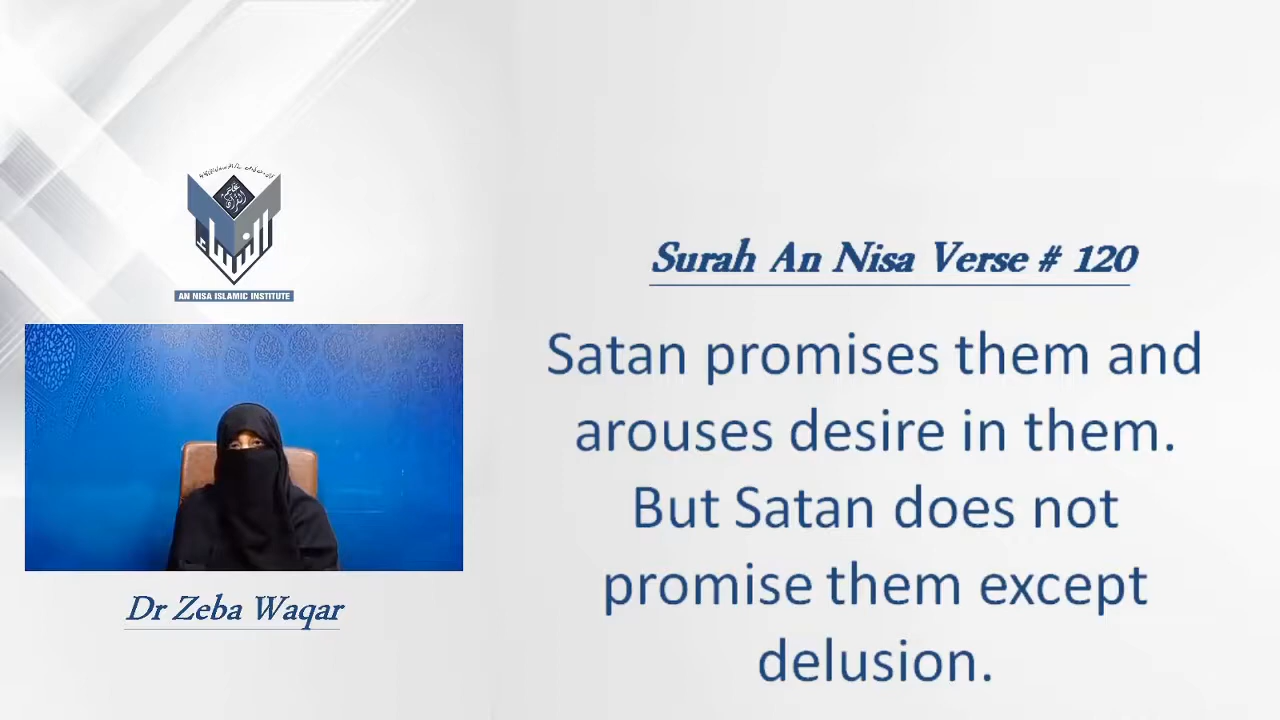 AN NISA ISLAMIC INSTITUTE
Dr Zeba Waqar
Surah An Nisa Verse # 120
Satan promises them and
arouses desire in them.
But Satan does not
promise them except
delusion.